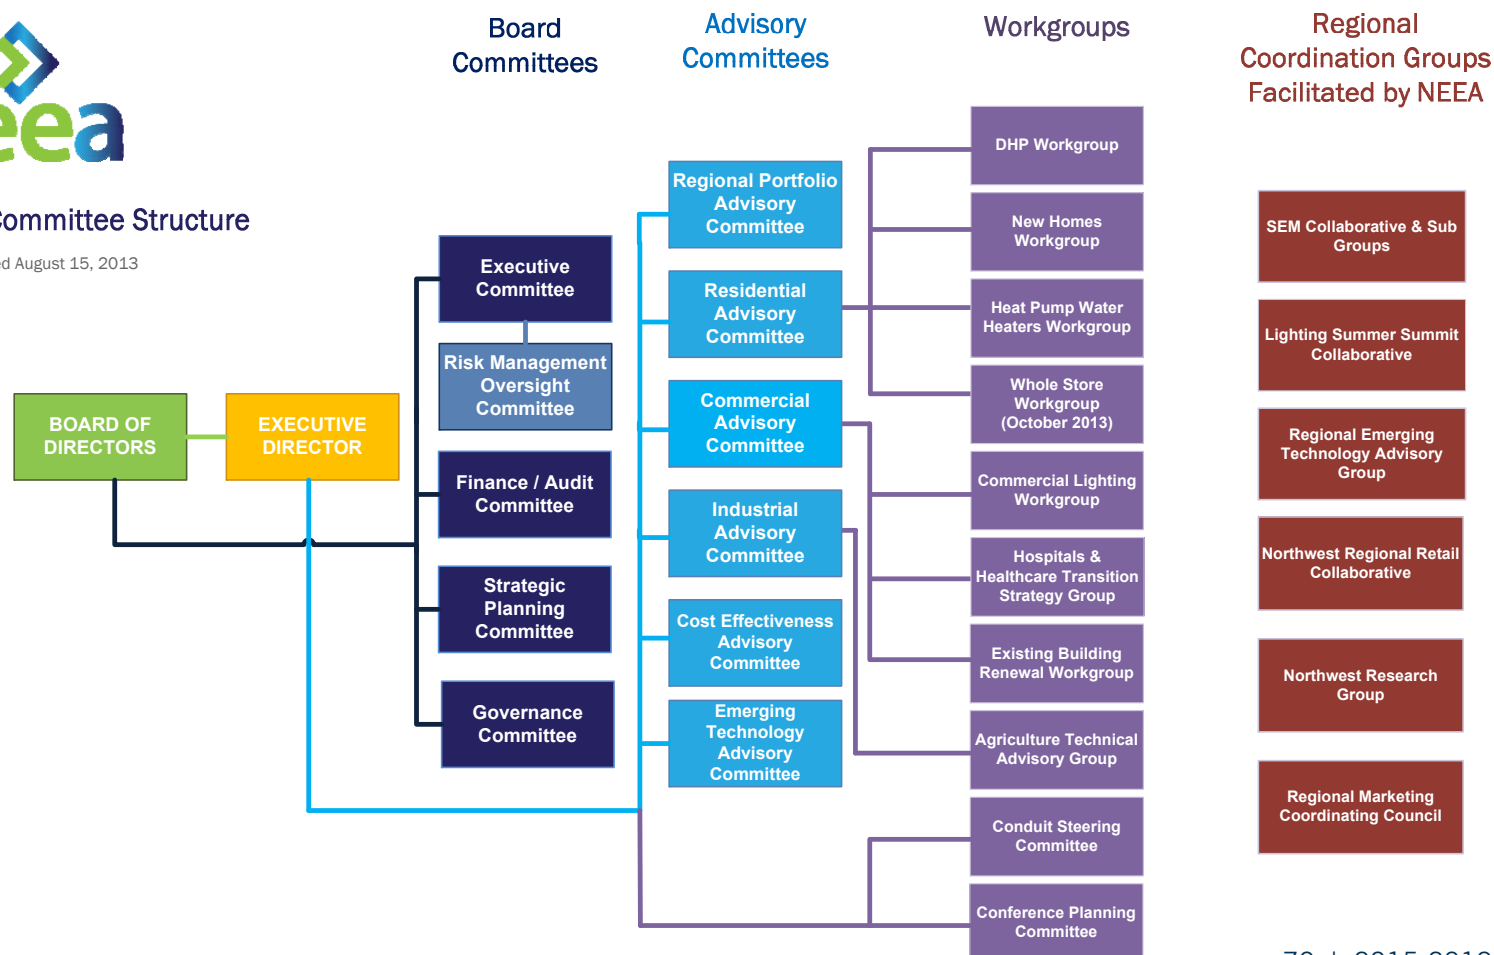 Board
Committees
Advisory
Committees
Workgroups
Regional
Coordination Groups
Facilitated by NEEA
eea
Committee Structure
ed August 15, 2013
BOARD OF
DIRECTORS
EXECUTIVE
DIRECTOR
Executive
Committee
Risk Management
Oversight
Committee
Finance / Audit
Committee
Strategic
Planning
Committee
Governance
Committee
Regional Portfolio
Advisory
Committee
Residential
Advisory
Committee
Commercial
Advisory
Committee
Industrial
Advisory
Committee
Cost Effectiveness
Advisory
Committee
Emerging
Technology
Advisory
Committee
DHP Workgroup
New Homes
Workgroup
Heat Pump Water
Heaters Workgroup
Whole Store
Workgroup
(October 2013)
Commercial Lighting
Workgroup
Hospitals &
Healthcare Transition
Strategy Group
Existing Building
Renewal Workgroup
Agriculture Technical
Advisory Group
Conduit Steering
Committee
Conference Planning
Committee
SEM Collaborative & Sub
Groups
Lighting Summer Summit
Collaborative
Regional Emerging
Technology Advisory
Group
Northwest Regional Retail
Collaborative
Northwest Research
Group
Regional Marketing
Coordinating Council